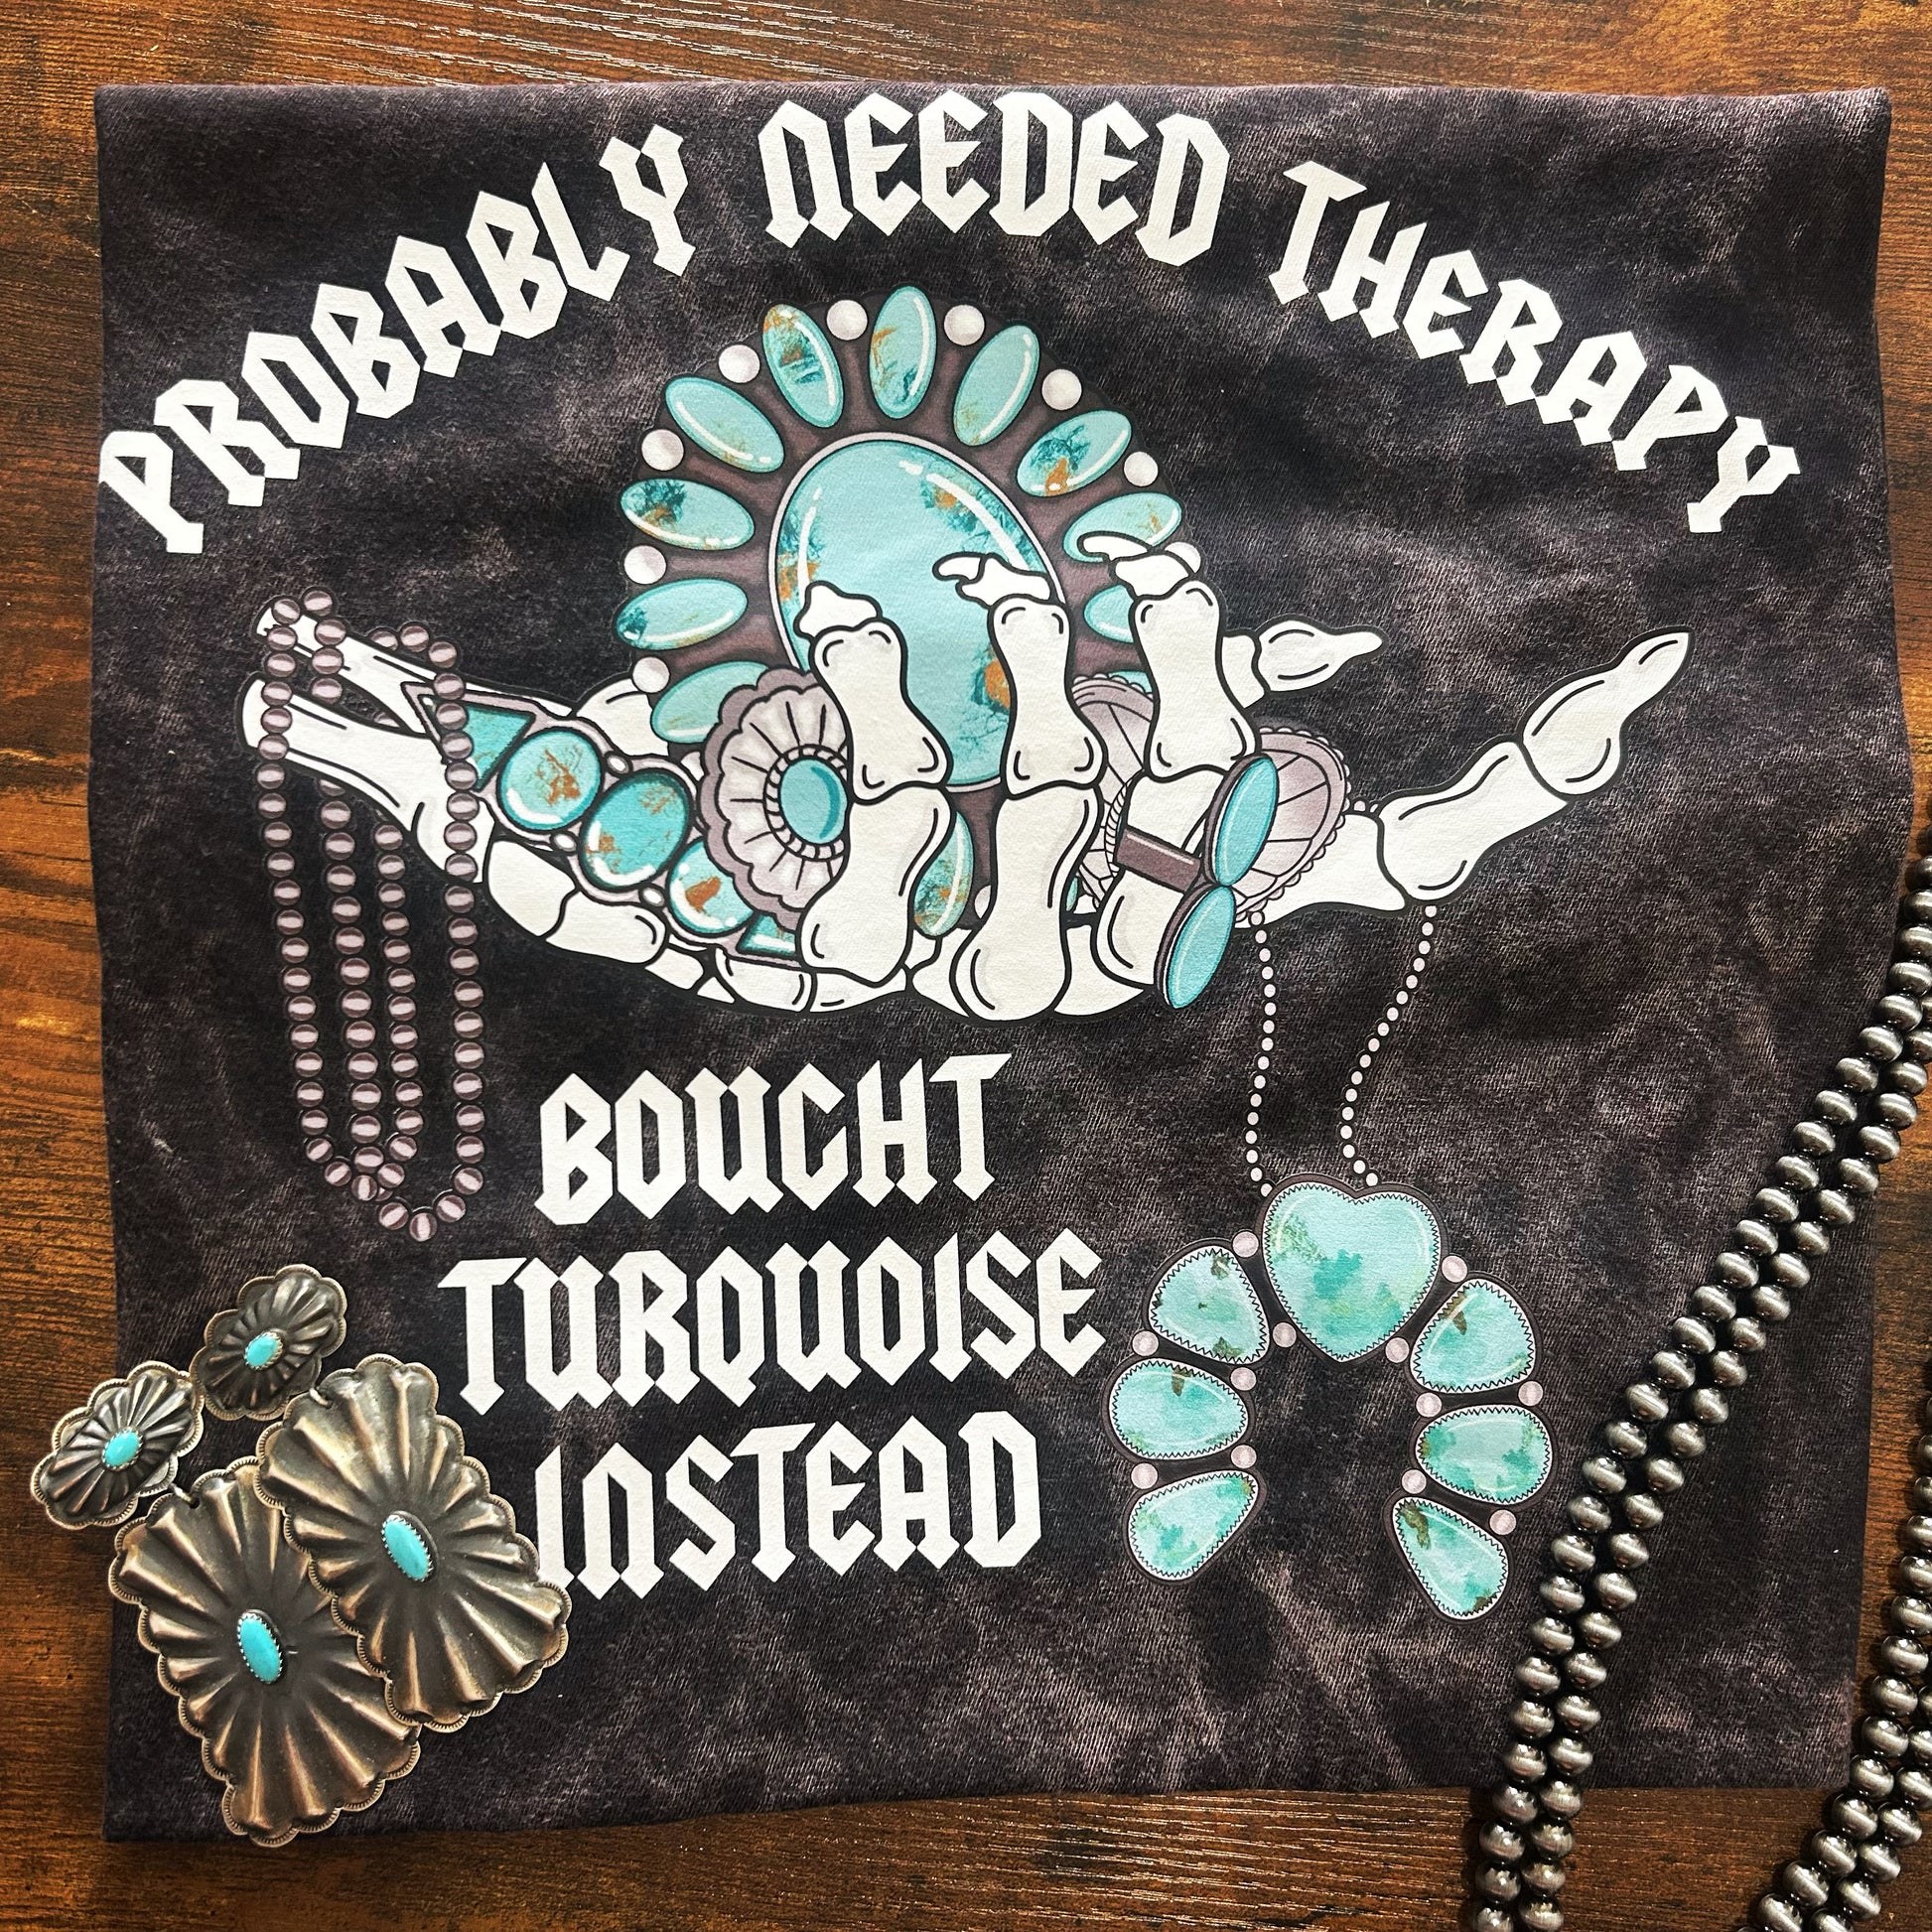 PROBABLY NEEDED THERAPY
BOUGHT
TURQUOISE
INSTEAD